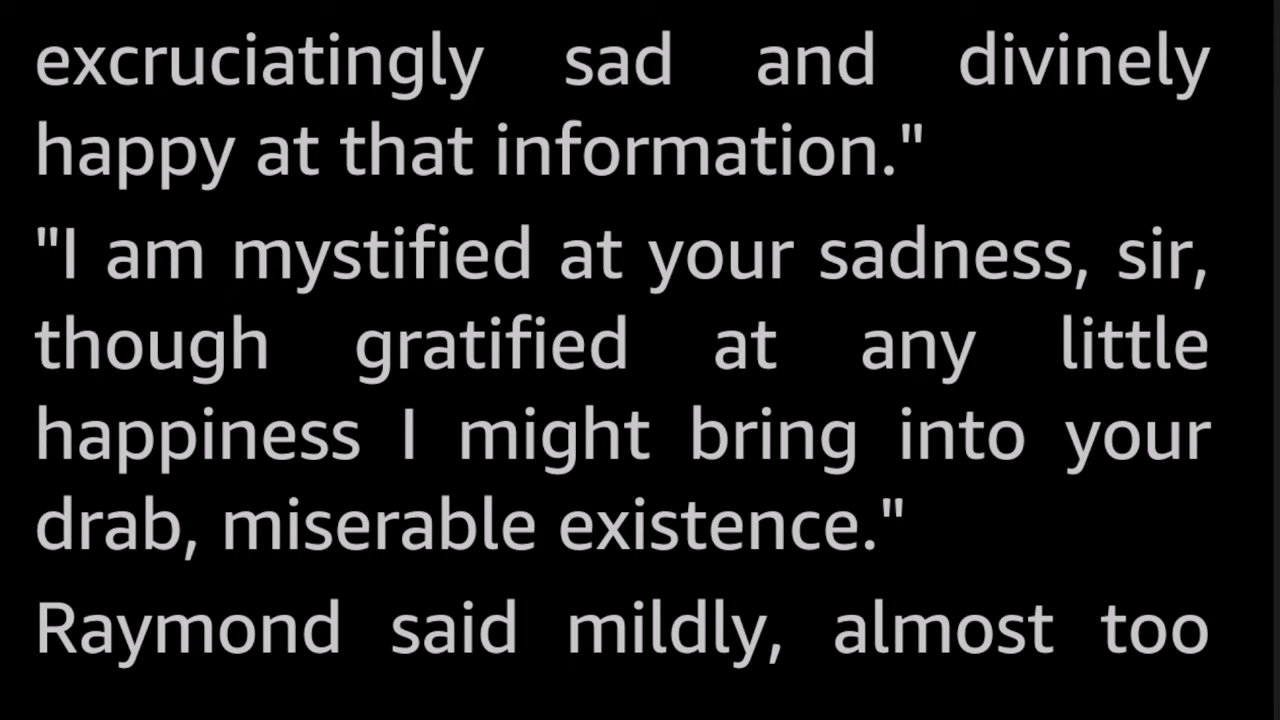 excruciatingly sad and divinely
happy at that information."
"I am mystified at your sadness, sir,
though gratified at any little
happiness I might bring into your
drab, miserable existence."
Raymond said mildly, almost too